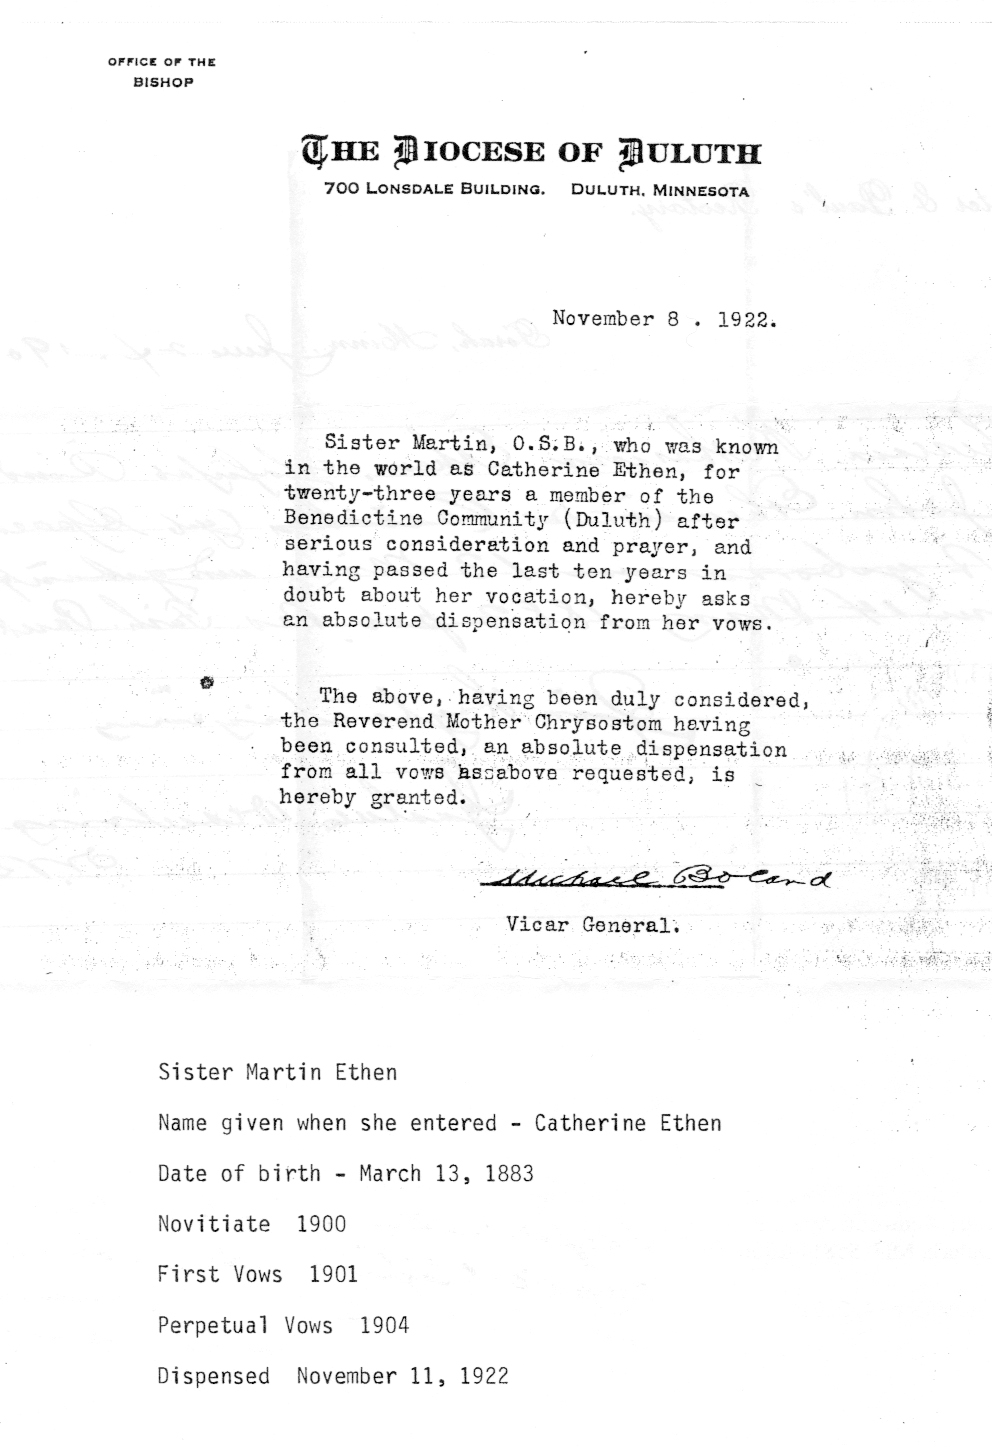 OFFICE OF THE
BISHOP
THE DIOCESE OF DULUTH
700 LONSDALE BUILDING. DULUTH, MINNESOTA
November 8 . 1922.
Sister Martin, O.S.B., who was known
in the world as Catherine Ethen, for
twenty-three years a member of the
Benedictine Community (Duluth) after
serious consideration and prayer, and
having passed the last ten years in
doubt about her vocation, hereby asks
an absolute dispensation from her vows.
The above, having been duly considered,
the Reverend Mother Chrysostom having
been consulted, an absolute dispensation
from all vows assabove requested, is
hereby granted.
Michael Boland
Vicar General.
Sister Martin Ethen
Name given when she entered - Catherine Ethen
Date of birth - March 13, 1883
Novitiate 1900
First Vows 1901
Perpetual Vows 1904
Dispensed November 11, 1922